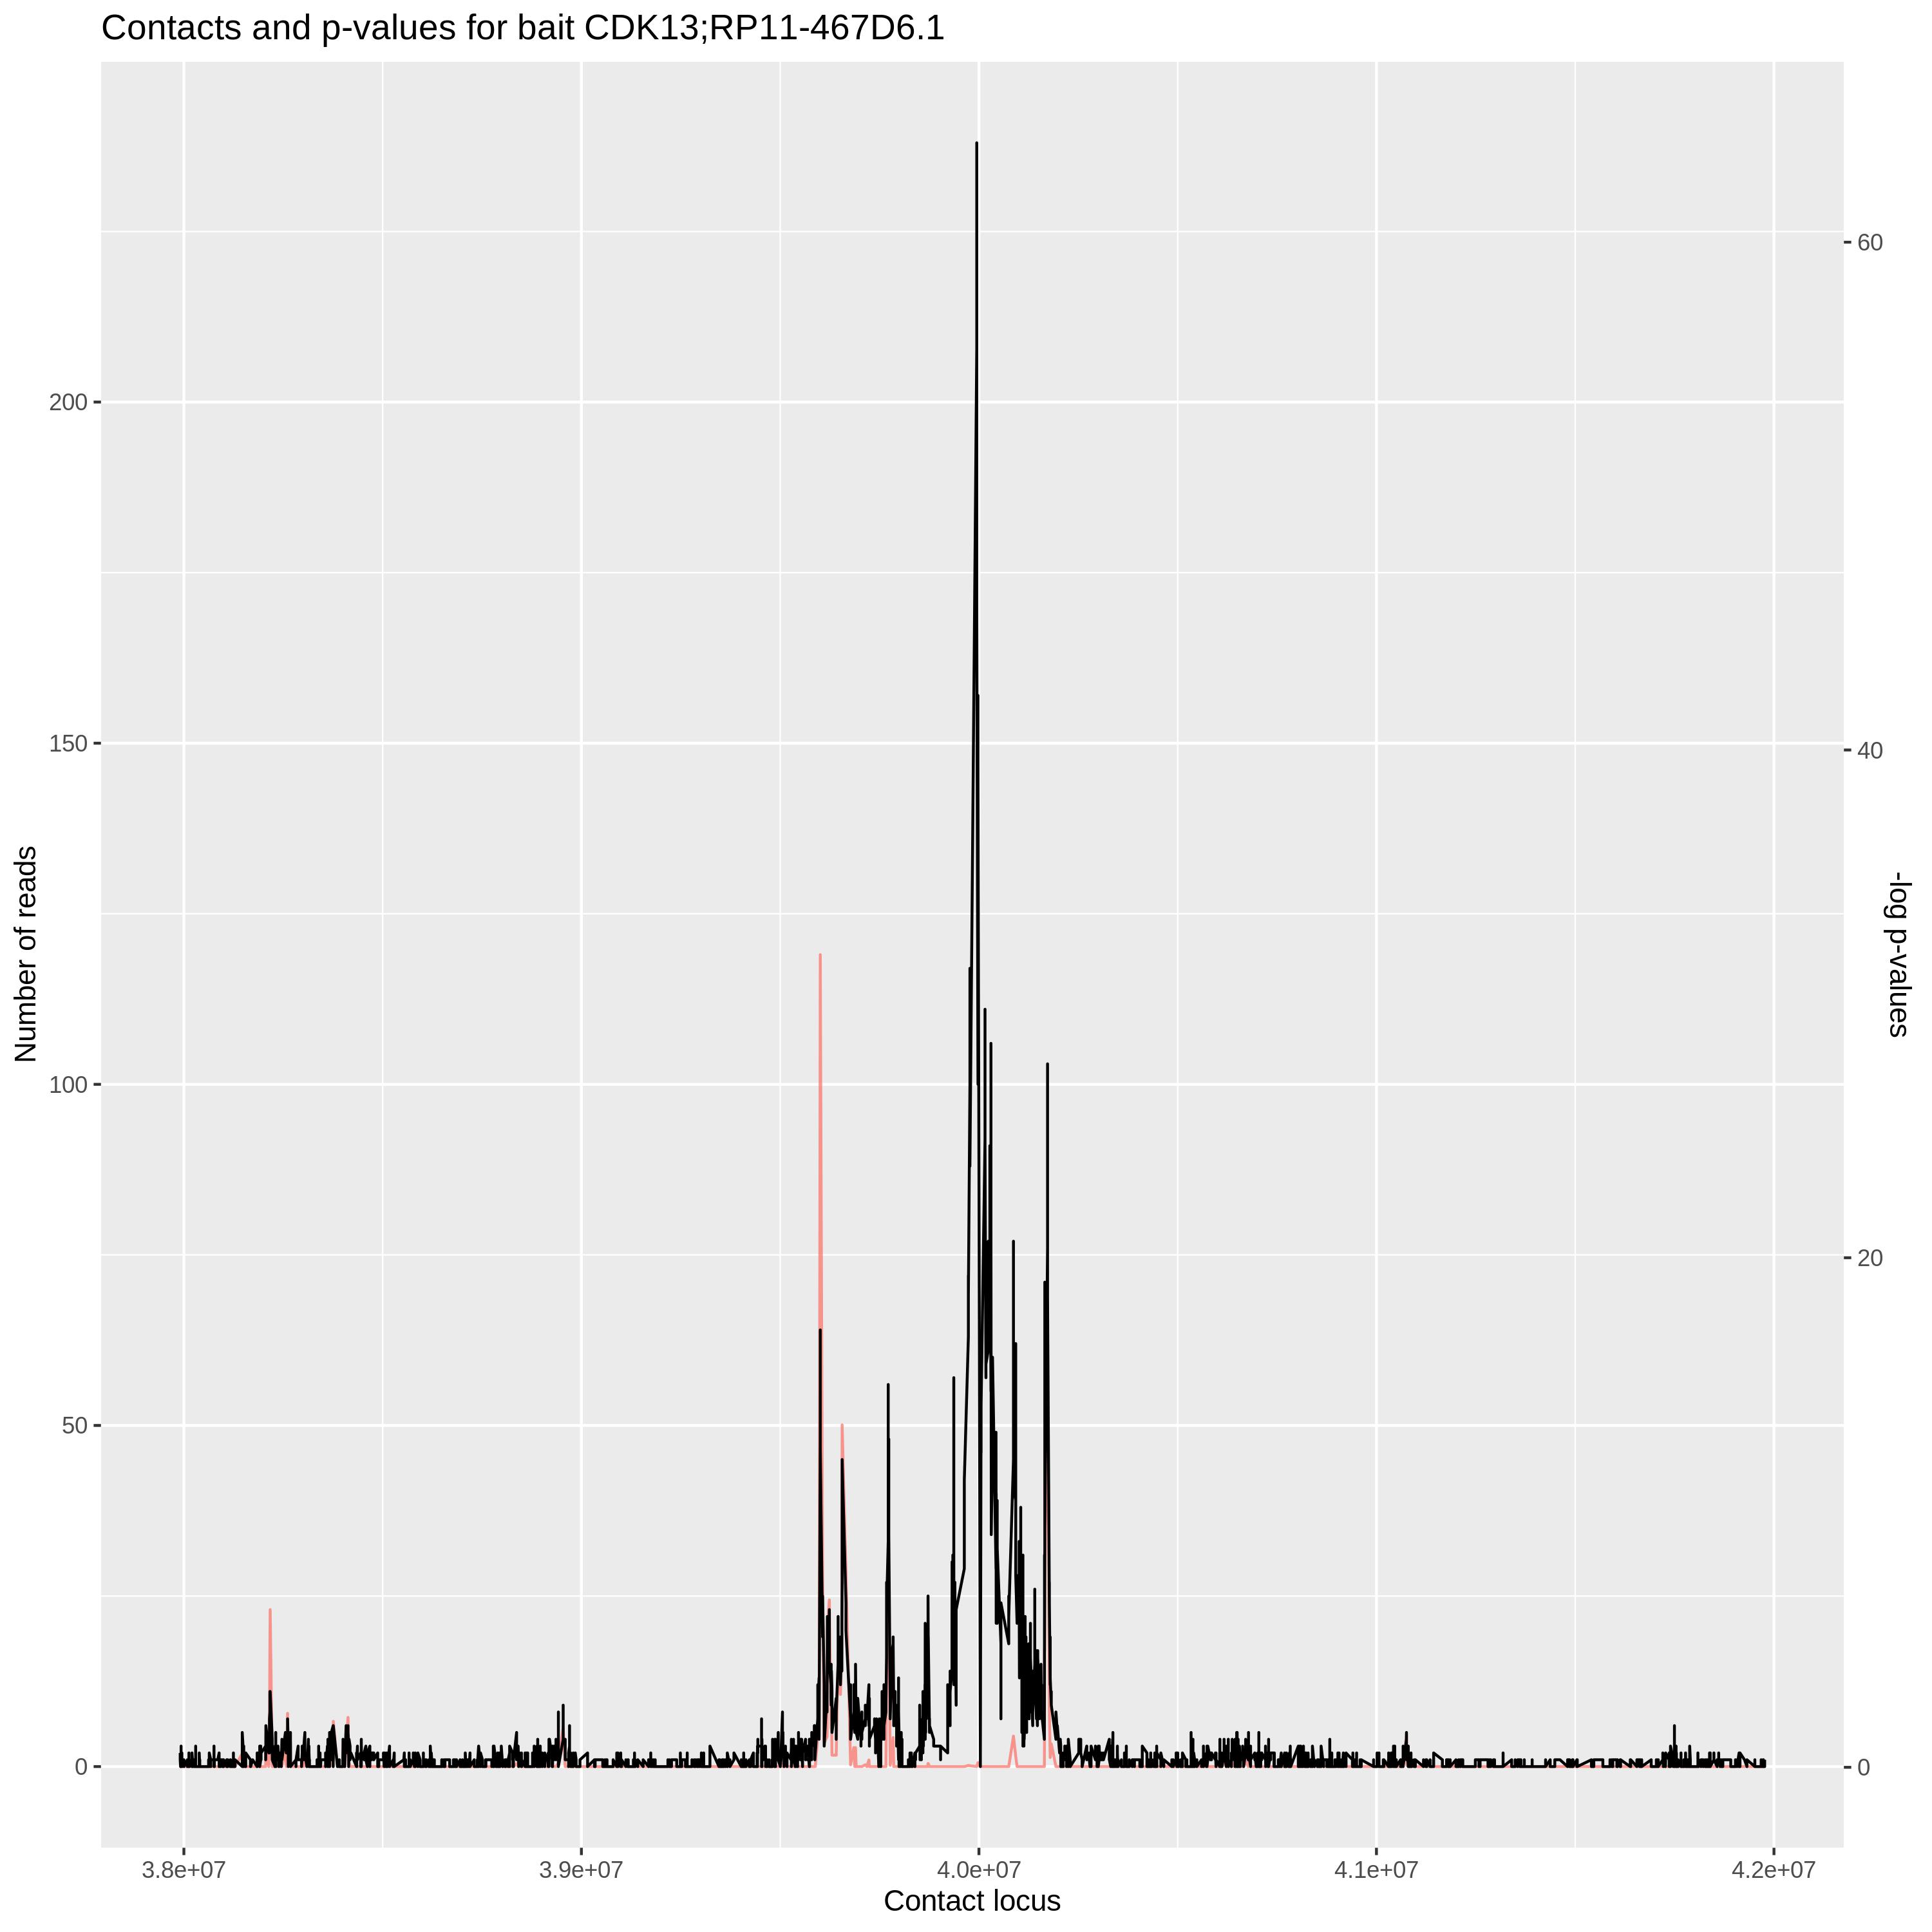 Contacts and p-values for bait CDK13;RP11-467D6.1
Number of reads
200
150
100
50
0
60
40
20
0
-log p-values
3.8e+07 3.9e+07 4.0e+07 4.1e+07 4.2e+07
Contact locus